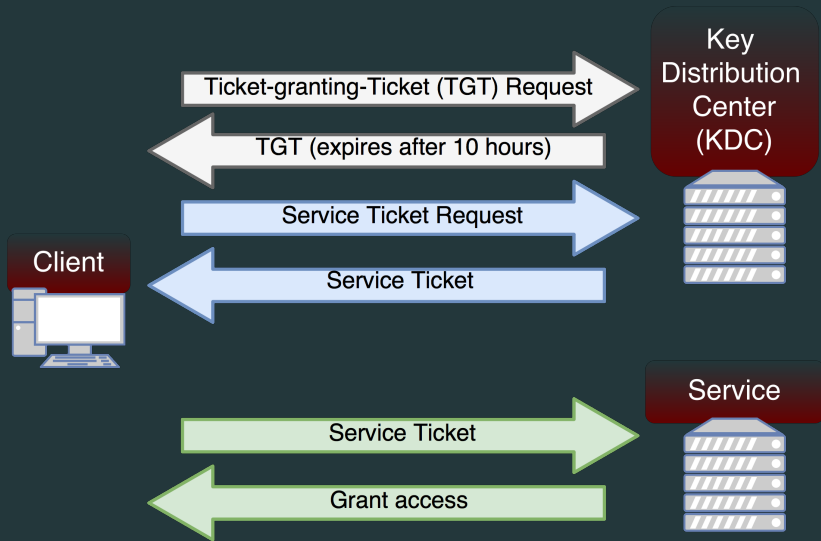 Key
Distribution
Center
(KDC)
Ticket-granting-Ticket (TGT) Request
TGT (expires after 10 hours)
Service Ticket Request
Client
Service Ticket
Service
Service Ticket
Grant access